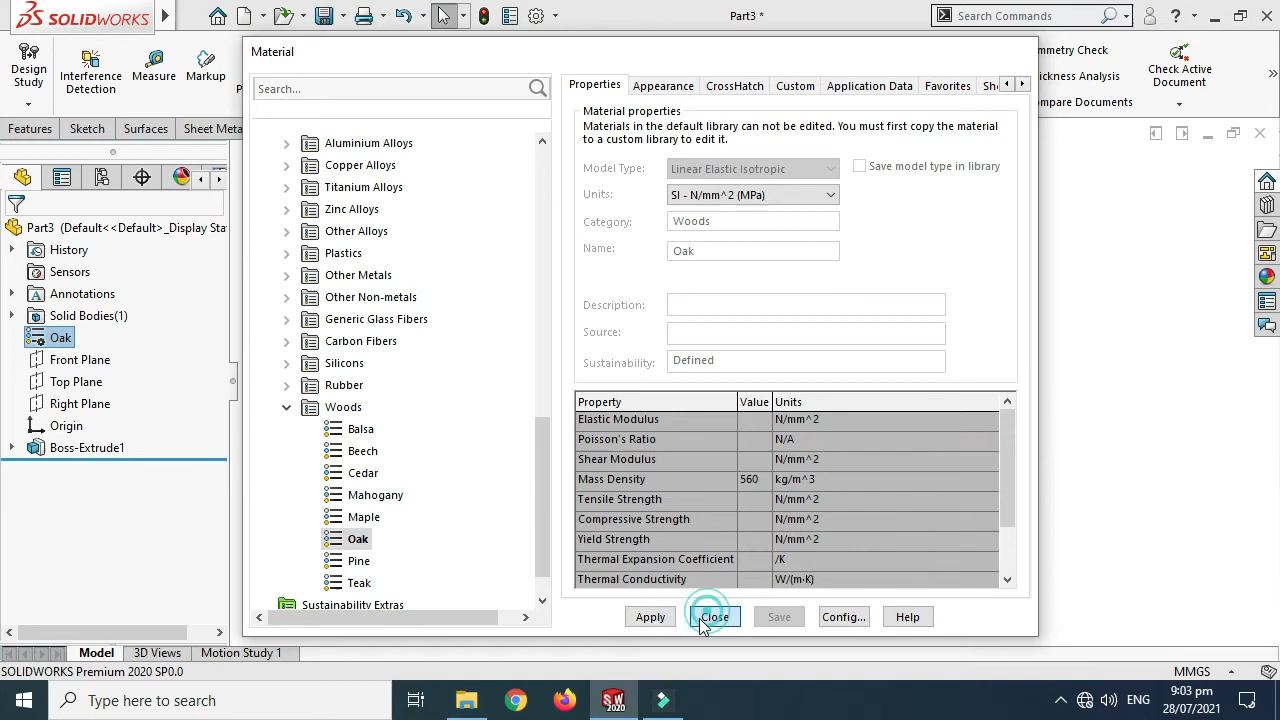 SOLIDWORKS
Part3 *
Search Commands
Design Study
Interference Detection
Measure
Markup
P
mmetry Check
ickness Analysis
ompare Documents
Check Active Document
Features
Sketch
Surfaces
Sheet Meta
Material
Search...
Properties
Appearance
CrossHatch
Custom
Application Data
Favorites
Sh
Material properties
Materials in the default library can not be edited. You must first copy the material
to a custom library to edit it.
Model Type:
Linear Elastic Isotropic
Save model type in library
Units:
SI - N/mm^2 (MPa)
Category:
Woods
Name:
Oak
Description:
Source:
Sustainability:
Defined
Property Value Units
Elastic Modulus N/mm^2
Poisson's Ratio N/A
Shear Modulus N/mm^2
Mass Density 560 kg/m^3
Tensile Strength N/mm^2
Compressive Strength N/mm^2
Yield Strength N/mm^2
Thermal Expansion Coefficient /K
Thermal Conductivity W/(m·K)
Aluminium Alloys
Copper Alloys
Titanium Alloys
Zinc Alloys
Other Alloys
Plastics
Other Metals
Other Non-metals
Generic Glass Fibers
Carbon Fibers
Silicons
Rubber
Woods
Balsa
Beech
Cedar
Mahogany
Maple
Oak
Pine
Teak
Sustainability Extras
Apply
Close
Save
Config...
Help
Part3 (Default<<Default>_Display Sta
History
Sensors
Annotations
Solid Bodies(1)
Oak
Front Plane
Top Plane
Right Plane
Origin
Boss-Extrude1
Model
3D Views
Motion Study 1
SOLIDWORKS Premium 2020 SP0.0
MMGS
Type here to search
SW
2020
ENG
9:03 pm
28/07/2021